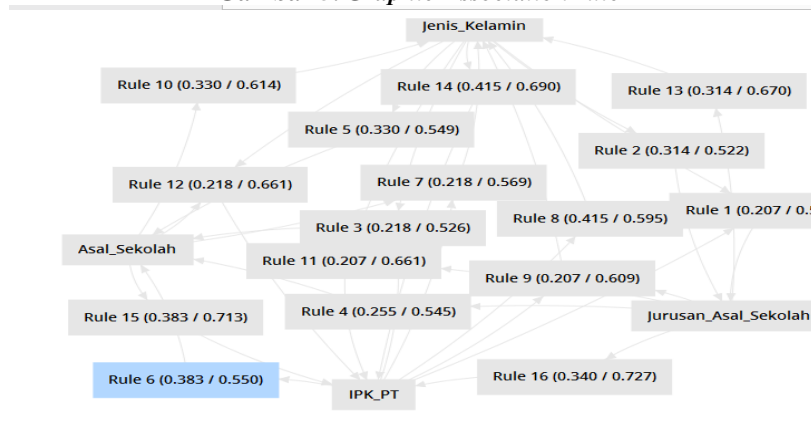 Jenis_Kelamin
Rule 10 (0.330 / 0.614)
Rule 14 (0.415 / 0.690)
Rule 13 (0.314 / 0.670)
Rule 5 (0.330 / 0.549)
Rule 2 (0.314 / 0.522)
Rule 12 (0.218 / 0.661)
Rule 7 (0.218 / 0.569)
Rule 3 (0.218 / 0.526)
Rule 8 (0.415 / 0.595)
Rule 1 (0.207 /
Asal_Sekolah
Rule 11 (0.207 / 0.661)
Rule 9 (0.207 / 0.609)
Rule 15 (0.383 / 0.713)
Rule 4 (0.255 / 0.545)
Jurusan_Asal_Sekolah
Rule 6 (0.383 / 0.550)
IPK_PT
Rule 16 (0.340 / 0.727)